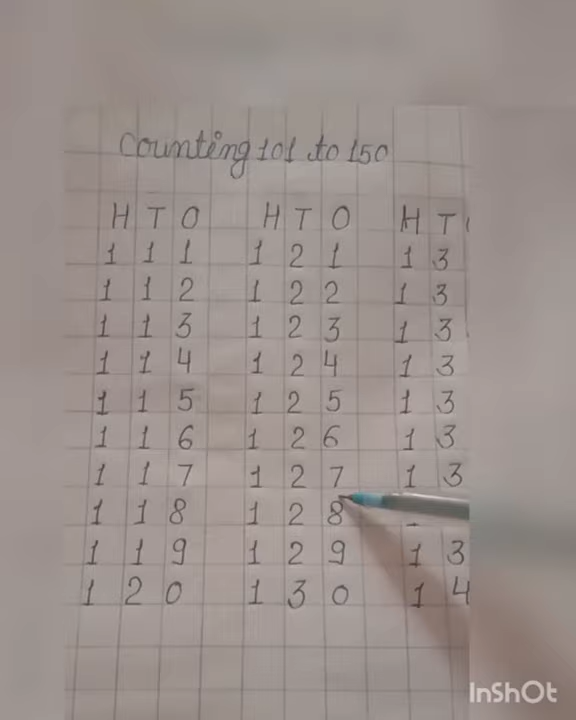 Counting 101 to 150
H T O H T O H T
1 1 1 1 2 1 1 3
1 1 2 1 2 2 1 3
1 1 3 1 2 3 1 3
1 1 4 1 2 4 1 3
1 1 5 1 2 5 1 3
1 1 6 1 2 6 1 3
1 1 7 1 2 7 1 3
1 1 8 1 2 8
1 1 9 1 2 9 1 3
1 2 0 1 3 0 1 4
InShOt